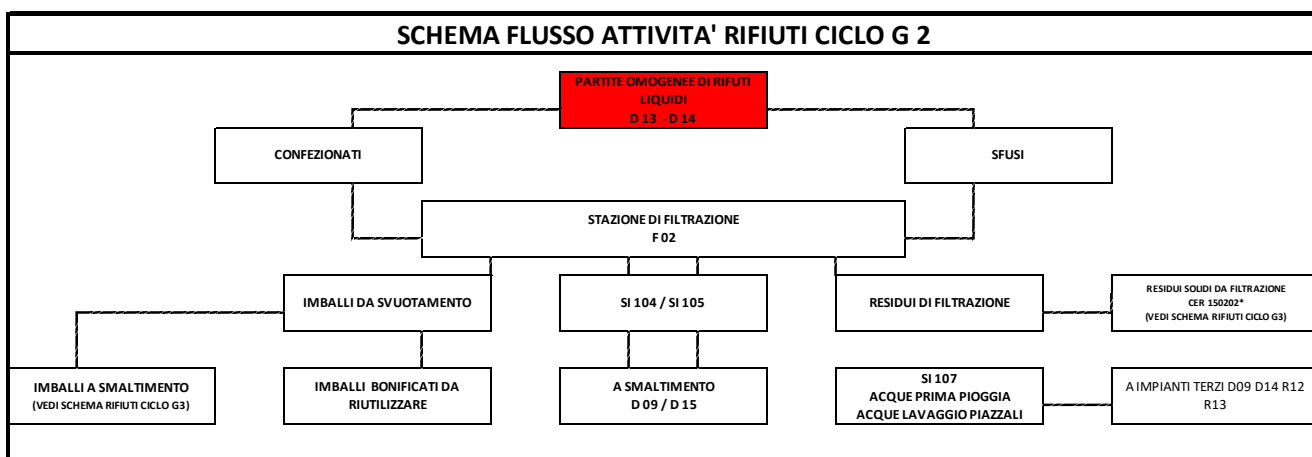 SCHEMA FLUSSO ATTIVITA' RIFIUTI CICLO G 2
PARTITE OMOGENEE DI RIFUTI
LIQUIDI
D 13 - D 14
CONFEZIONATI
SFUSI
STAZIONE DI FILTRAZIONE
F 02
IMBALLI DA SVUOTAMENTO
SI 104 / SI 105
RESIDUI DI FILTRAZIONE
RESIDUI SOLIDI DA FILTRAZIONE
CER 150202*
(VEDI SCHEMA RIFIUTI CICLO G3)
IMBALLI A SMALTIMENTO
(VEDI SCHEMA RIFIUTI CICLO G3)
IMBALLI BONIFICATI DA
RIUTILIZZARE
A SMALTIMENTO
D 09 / D 15
SI 107
ACQUE PRIMA PIOGGIA
ACQUE LAVAGGIO PIAZZALI
A IMPIANTI TERZI D09 D14 R12
R13